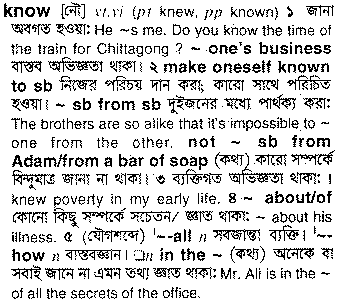 know [নৌ] vt,vi (pt knew, pp known) ১ জানা
অবগত হওয়া: He ~s me. Do you know the time of
the train for Chittagong ? ~ one's business
বাস্তব অভিজ্ঞতা থাকা। ২ make oneself known
to sb নিজের পরিচয় দান করা, কারো সাথে পরিচিত
হওয়া। ~ sb from sb দুইজনের মধ্যে পার্থক্য করা:
The brothers are so alike that it's impossible to ~
one from the other. not ~ sb from
Adam/from a bar of soap (কথ্য) কারো সম্পর্কে
বিন্দুমাত্র জানা না থাকা। ৩ ব্যক্তিগত অভিজ্ঞতা থাকা: I
knew poverty in my early life. ৪ ~ about/of
কোনো কিছু সম্পর্কে সচেতন/ জ্ঞাত থাকা: ~ about his
illness. ৫ (যৌগশব্দে) '~-all n সবজান্তা ব্যক্তি। '~-
how n বাস্তবজ্ঞান। □n in the ~ (কথ্য) অনেকে বা
সবাই জানে না এমন তথ্য জ্ঞাত থাকা: Mr. Ali is in the ~
of all the secrets of the office.